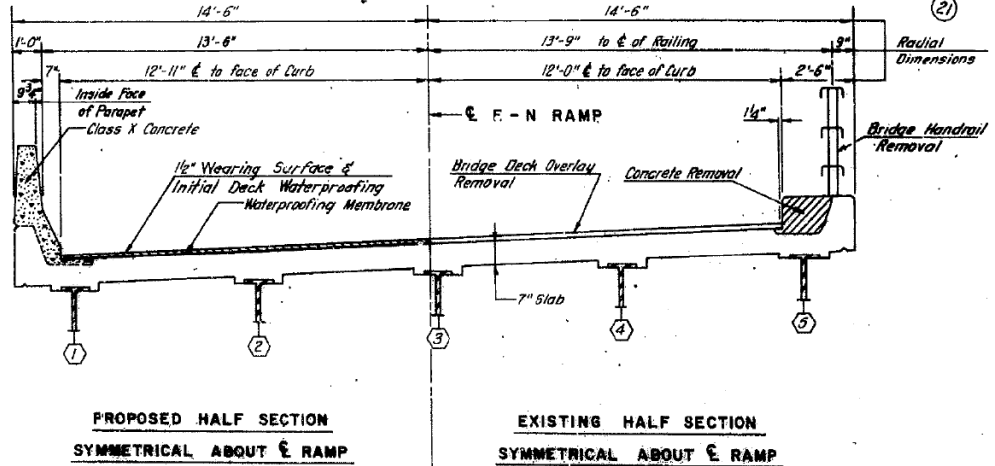 14'-6" 14'-6" 21
1'-0" 13'-6" 13'-9" to ℄ of Railing 9" Radial
Dimensions
7" 12'-11" ℄ to face of Curb 12'-0" ℄ to face of Curb 2'-6"
9¾"
Inside Face
of Parapet
Class X Concrete
℄ F - N RAMP
1¼"
Bridge Handrail
Removal
1½" Wearing Surface &
Initial Deck Waterproofing
Waterproofing Membrane
Bridge Deck Overlay
Removal
Concrete Removal
7" Slab
1 2 3 4 5
PROPOSED HALF SECTION
SYMMETRICAL ABOUT ℄ RAMP
EXISTING HALF SECTION
SYMMETRICAL ABOUT ℄ RAMP